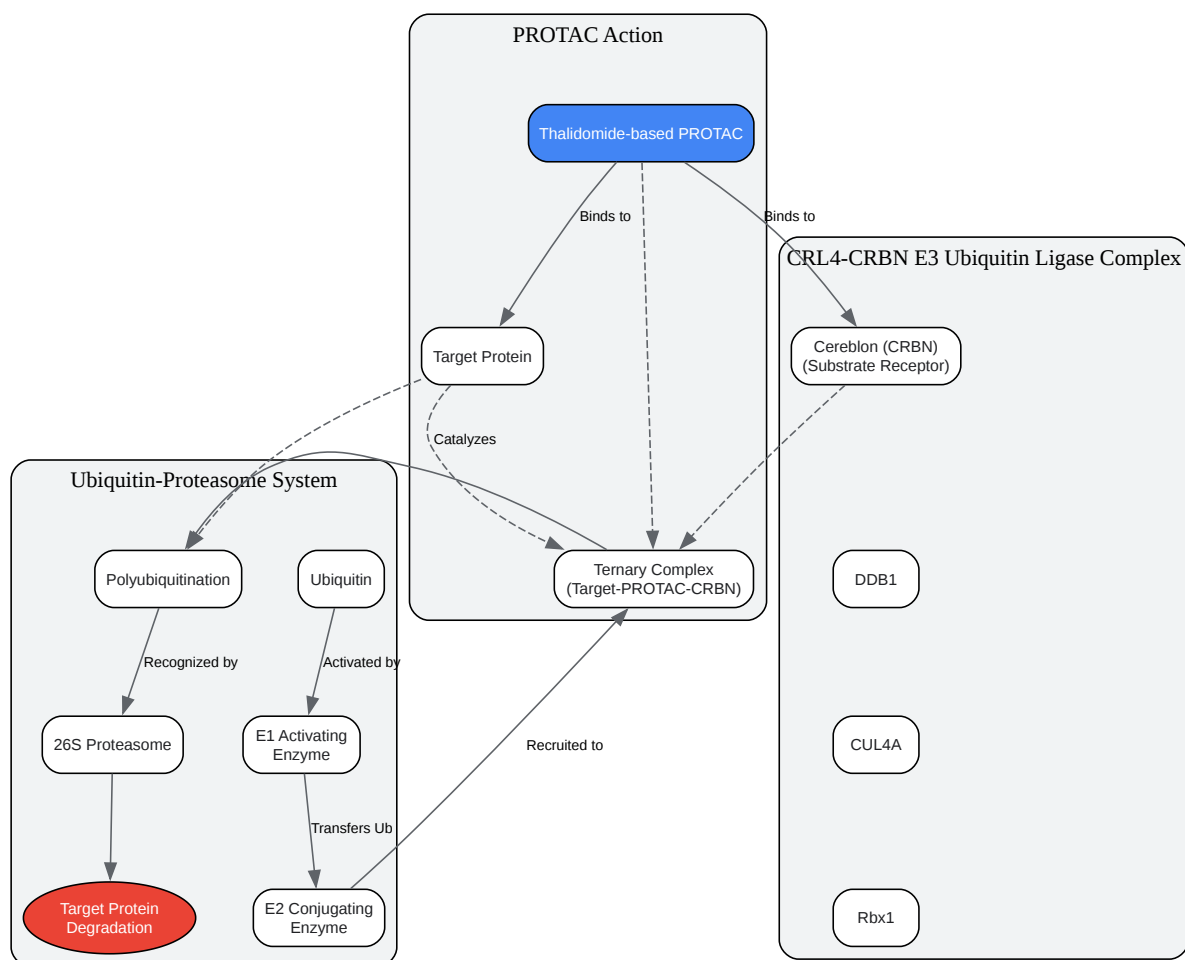 PROTAC Action
Thalidomide-based PROTAC
Binds to
Binds to
CRL4-CRBN E3 Ubiquitin Ligase Complex
Target Protein
Cereblon (CRBN)
(Substrate Receptor)
Catalyzes
Ubiquitin-Proteasome System
Polyubiquitination
Ubiquitin
Ternary Complex
(Target-PROTAC-CRBN)
DDB1
Recognized by
Activated by
26S Proteasome
E1 Activating
Enzyme
Recruited to
CUL4A
Transfers Ub
Target Protein
Degradation
E2 Conjugating
Enzyme
Rbx1